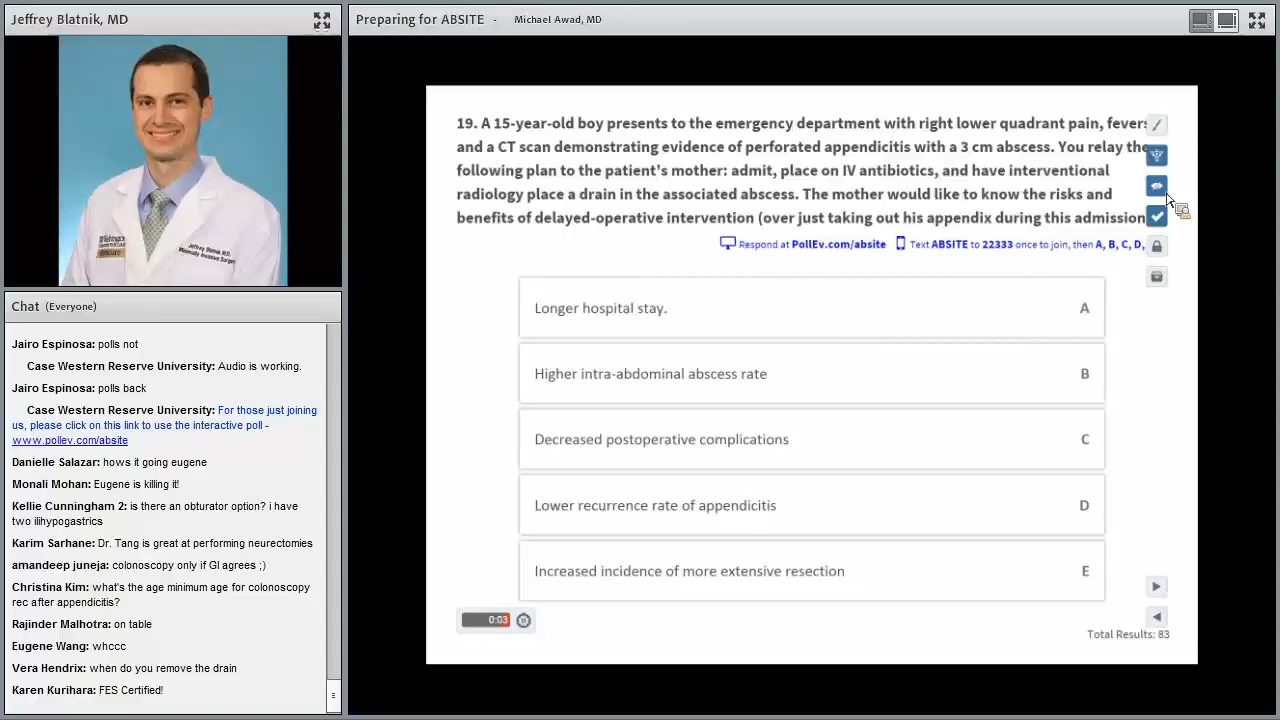 Jeffrey Blatnik, MD
Preparing for ABSITE - Michael Awad, MD
Jeffrey Blatnik M.D.
Chat (Everyone)
Jairo Espinosa: polls not
Case Western Reserve University: Audio is working.
Jairo Espinosa: polls back
Case Western Reserve University: For those just joining
us, please click on this link to use the interactive poll -
www.pollev.com/absite
Danielle Salazar: hows it going eugene
Monali Mohan: Eugene is killing it!
Kellie Cunningham 2: is there an obturator option? i have
two ilihypogastrics
Karim Sarhane: Dr. Tang is great at performing neurectomies
amandeep juneja: colonoscopy only if GI agrees ;)
Christina Kim: what's the age minimum age for colonoscopy
rec after appendicitis?
Rajinder Malhotra: on table
Eugene Wang: whccc
Vera Hendrix: when do you remove the drain
Karen Kurihara: FES Certified!
19. A 15-year-old boy presents to the emergency department with right lower quadrant pain, fevers
and a CT scan demonstrating evidence of perforated appendicitis with a 3 cm abscess. You relay the
following plan to the patient's mother: admit, place on IV antibiotics, and have interventional
radiology place a drain in the associated abscess. The mother would like to know the risks and
benefits of delayed-operative intervention (over just taking out his appendix during this admission
Respond at PollEv.com/absite Text ABSITE to 22333 once to join, then A, B, C, D,
Longer hospital stay. A
Higher intra-abdominal abscess rate B
Decreased postoperative complications C
Lower recurrence rate of appendicitis D
Increased incidence of more extensive resection E
0:03
Total Results: 83